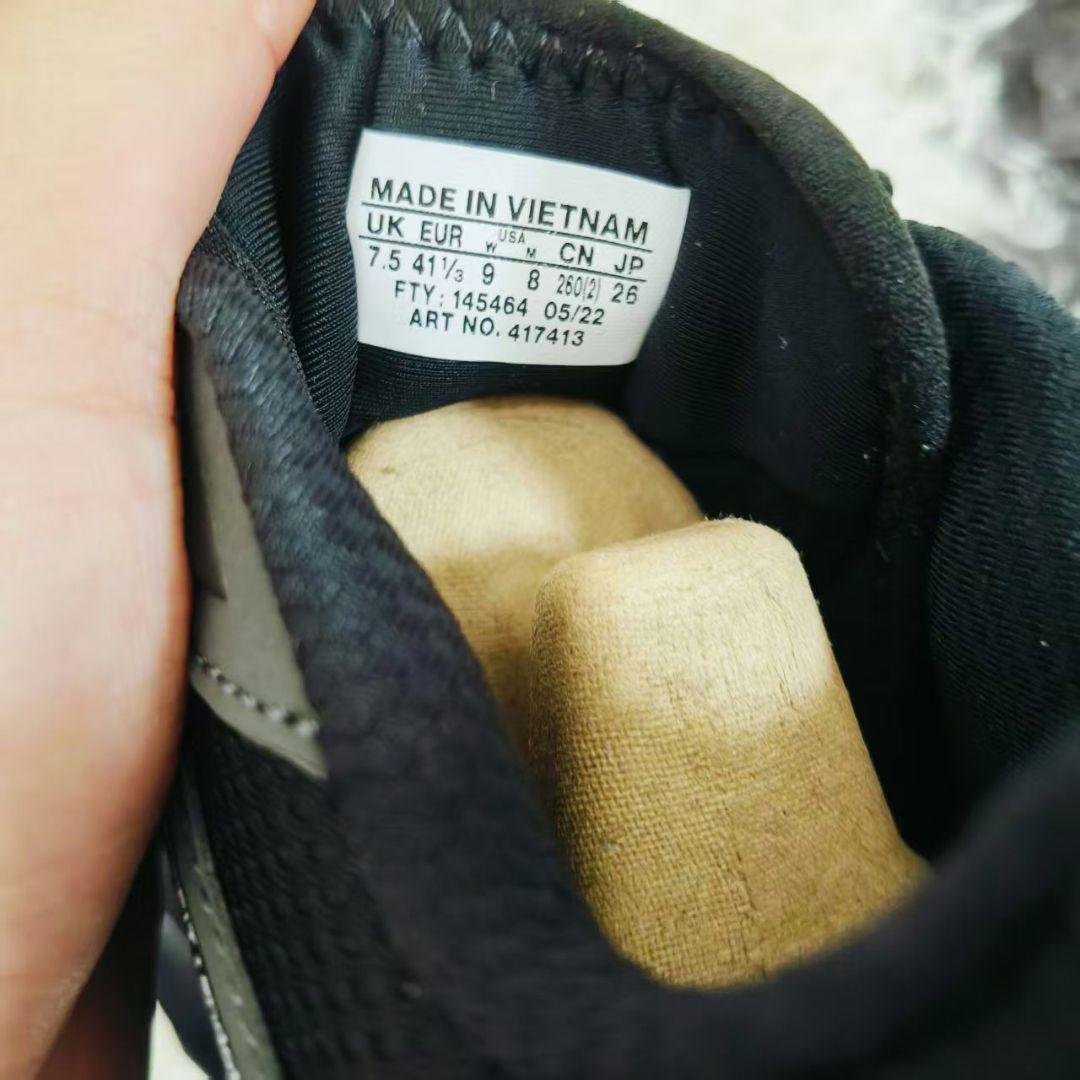 MADE IN VIETNAM
UK EUR W USA M CN JP
7.5 41⅓ 9 8 260(2) 26
FTY: 145464 05/22
ART NO. 417413